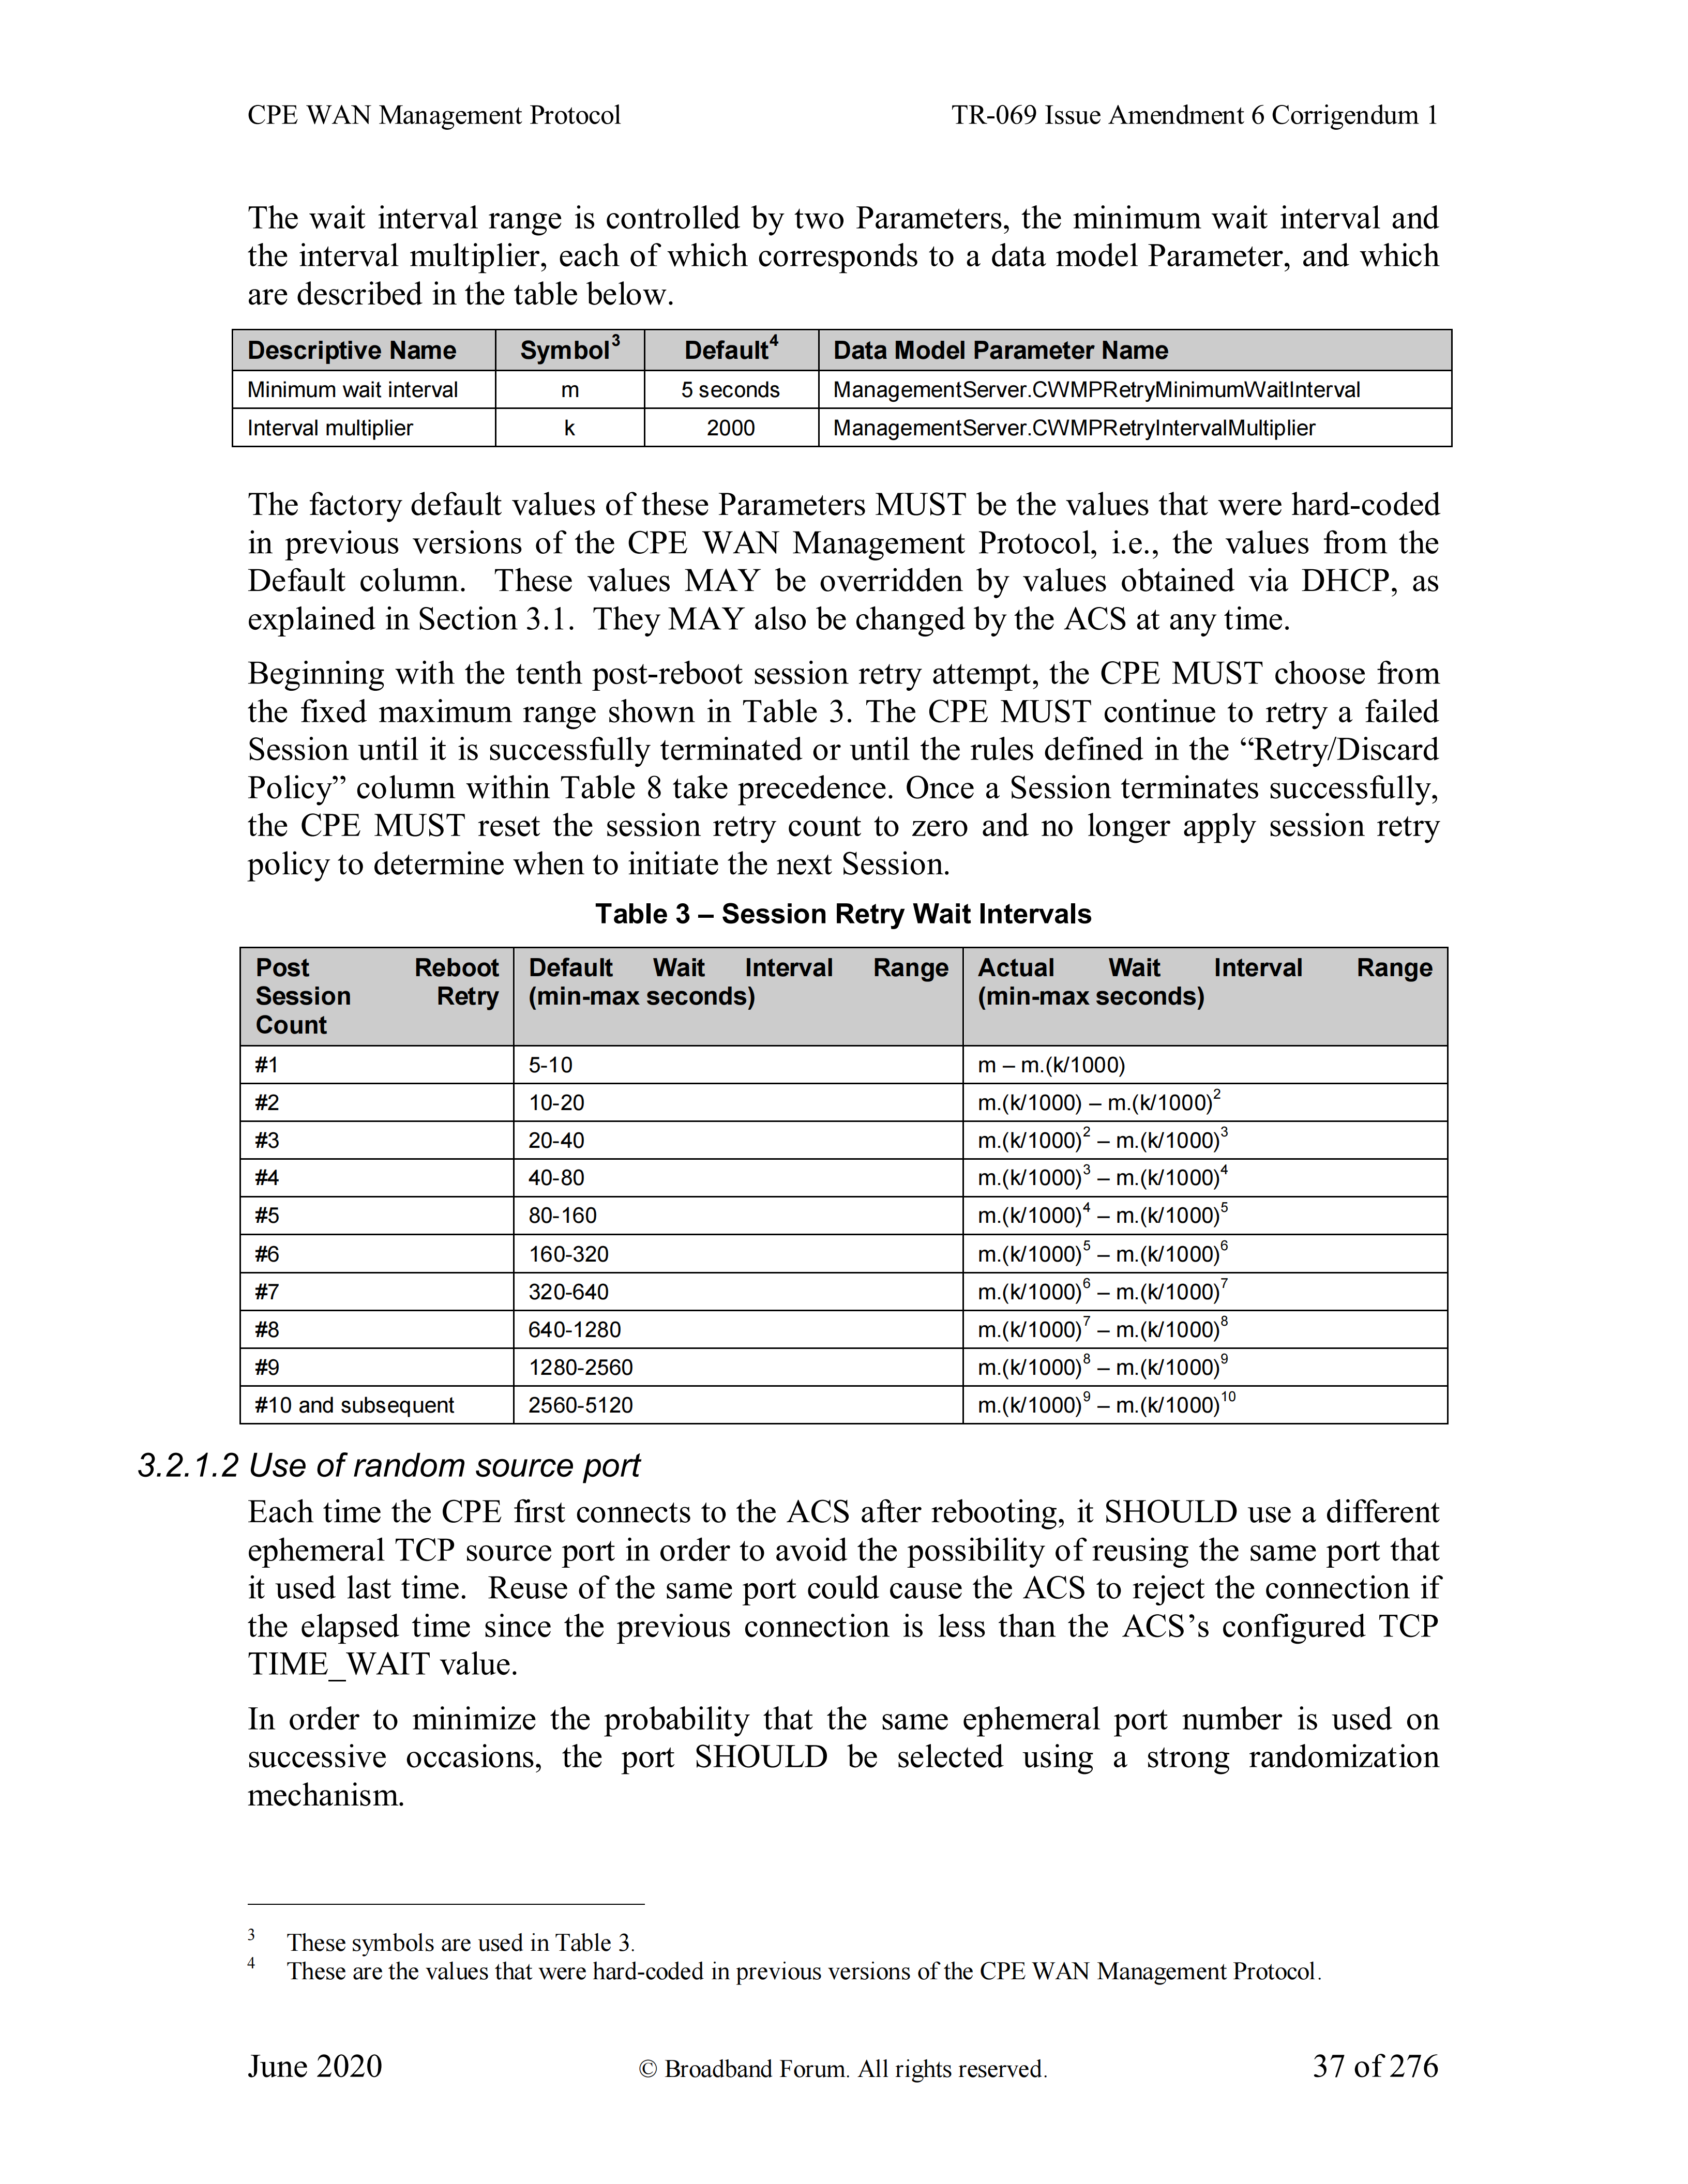 CPE WAN Management Protocol TR-069 Issue Amendment 6 Corrigendum 1
The wait interval range is controlled by two Parameters, the minimum wait interval and
the interval multiplier, each of which corresponds to a data model Parameter, and which
are described in the table below.
Descriptive Name Symbol³ Default⁴ Data Model Parameter Name
Minimum wait interval m 5 seconds ManagementServer.CWMPRetryMinimumWaitInterval
Interval multiplier k 2000 ManagementServer.CWMPRetryIntervalMultiplier
The factory default values of these Parameters MUST be the values that were hard-coded
in previous versions of the CPE WAN Management Protocol, i.e., the values from the
Default column. These values MAY be overridden by values obtained via DHCP, as
explained in Section 3.1. They MAY also be changed by the ACS at any time.
Beginning with the tenth post-reboot session retry attempt, the CPE MUST choose from
the fixed maximum range shown in Table 3. The CPE MUST continue to retry a failed
Session until it is successfully terminated or until the rules defined in the “Retry/Discard
Policy” column within Table 8 take precedence. Once a Session terminates successfully,
the CPE MUST reset the session retry count to zero and no longer apply session retry
policy to determine when to initiate the next Session.
Table 3 – Session Retry Wait Intervals
Post Reboot Default Wait Interval Range Actual Wait Interval Range
Session Retry (min-max seconds) (min-max seconds)
Count
#1 5-10 m – m.(k/1000)
#2 10-20 m.(k/1000) – m.(k/1000)²
#3 20-40 m.(k/1000)² – m.(k/1000)³
#4 40-80 m.(k/1000)³ – m.(k/1000)⁴
#5 80-160 m.(k/1000)⁴ – m.(k/1000)⁵
#6 160-320 m.(k/1000)⁵ – m.(k/1000)⁶
#7 320-640 m.(k/1000)⁶ – m.(k/1000)⁷
#8 640-1280 m.(k/1000)⁷ – m.(k/1000)⁸
#9 1280-2560 m.(k/1000)⁸ – m.(k/1000)⁹
#10 and subsequent 2560-5120 m.(k/1000)⁹ – m.(k/1000)¹⁰
3.2.1.2 Use of random source port
Each time the CPE first connects to the ACS after rebooting, it SHOULD use a different
ephemeral TCP source port in order to avoid the possibility of reusing the same port that
it used last time. Reuse of the same port could cause the ACS to reject the connection if
the elapsed time since the previous connection is less than the ACS’s configured TCP
TIME_WAIT value.
In order to minimize the probability that the same ephemeral port number is used on
successive occasions, the port SHOULD be selected using a strong randomization
mechanism.
³ These symbols are used in Table 3.
⁴ These are the values that were hard-coded in previous versions of the CPE WAN Management Protocol.
June 2020 © Broadband Forum. All rights reserved. 37 of 276